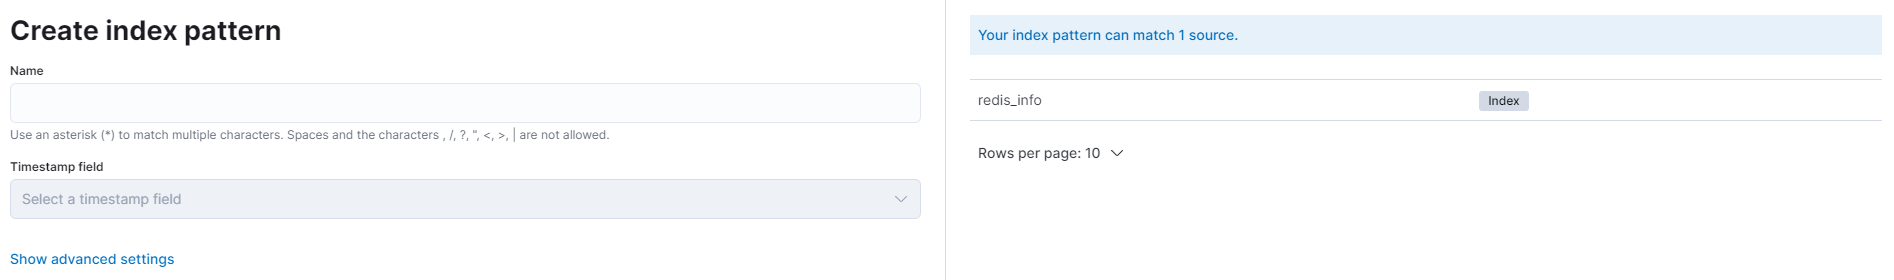 Create index pattern
Name
Use an asterisk (*) to match multiple characters. Spaces and the characters , /, ?, ", <, >, | are not allowed.
Timestamp field
Select a timestamp field
Show advanced settings
Your index pattern can match 1 source.
redis_info Index
Rows per page: 10